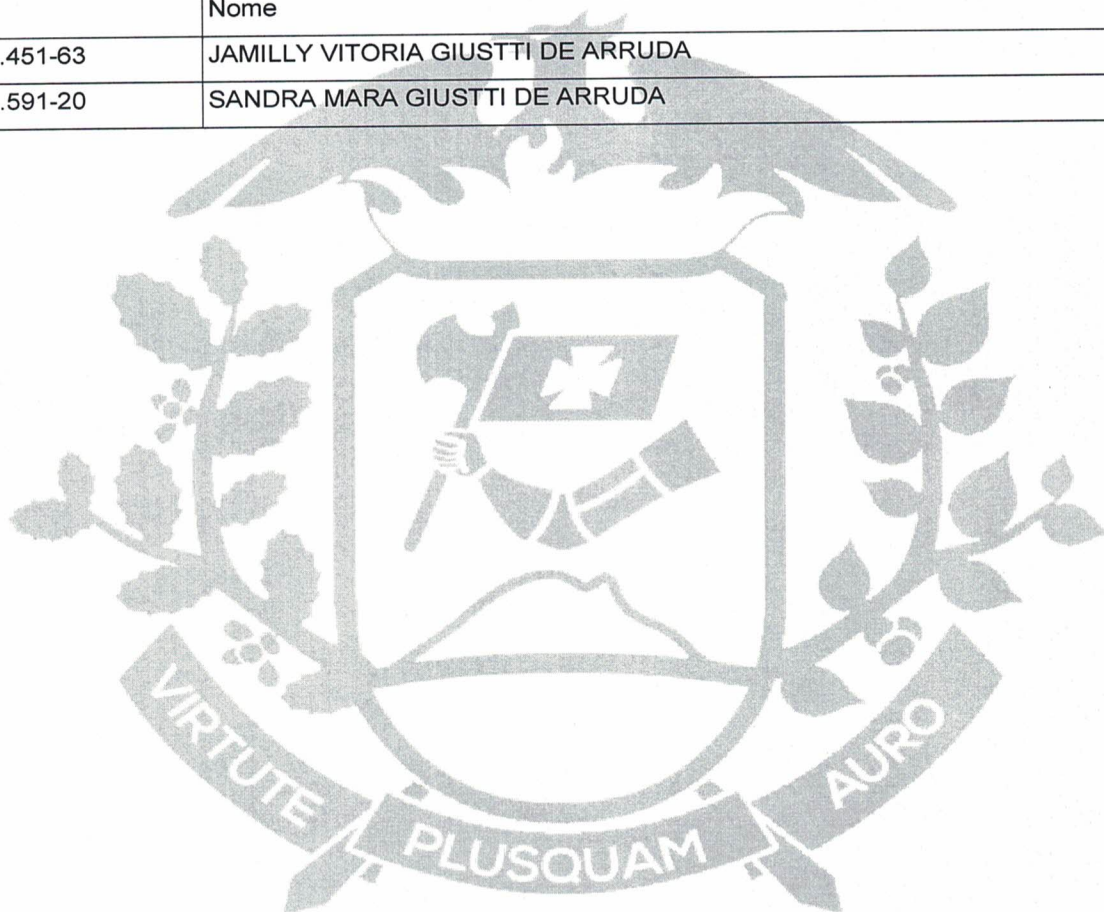 Nome
.451-63 JAMILLY VITORIA GIUSTTI DE ARRUDA
.591-20 SANDRA MARA GIUSTTI DE ARRUDA
VIRTUTE PLUSQUAM AURO